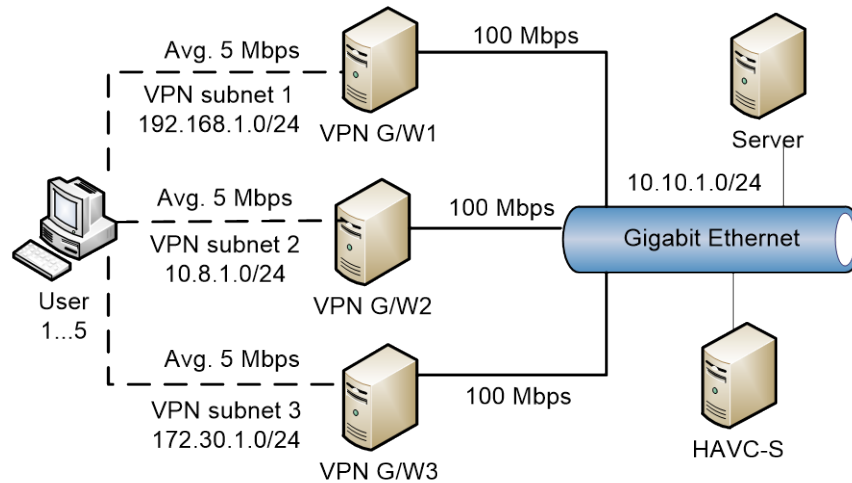 Avg. 5 Mbps
VPN subnet 1
192.168.1.0/24
VPN G/W1
100 Mbps
Server
10.10.1.0/24
Avg. 5 Mbps
VPN subnet 2
10.8.1.0/24
VPN G/W2
100 Mbps
Gigabit Ethernet
User
1...5
Avg. 5 Mbps
VPN subnet 3
172.30.1.0/24
VPN G/W3
100 Mbps
HAVC-S